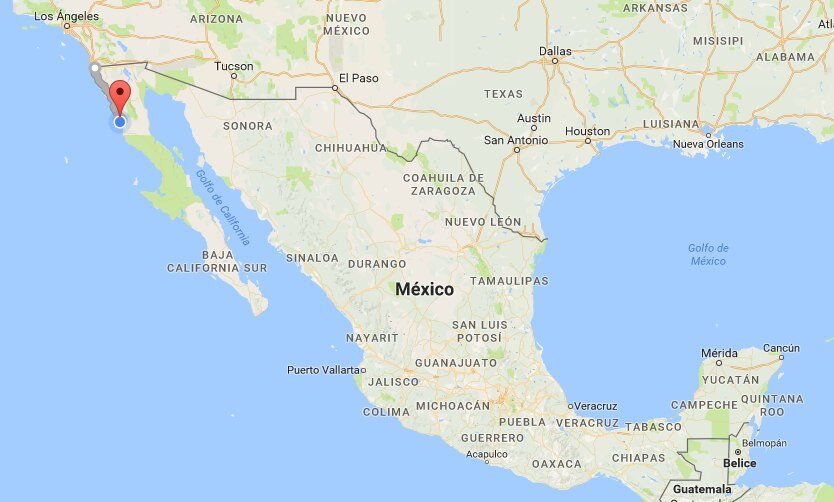 Los Ángeles
ARIZONA
NUEVO
MÉXICO
ARKANSAS
Atl
MISISIPI
ALABAMA
Dallas
Tucson
El Paso
TEXAS
SONORA
Austin
Houston
LUISIANA
San Antonio
Nueva Orleans
CHIHUAHUA
COAHUILA DE
ZARAGOZA
Golfo de
California
NUEVO LEÓN
Golfo de
México
BAJA
CALIFORNIA SUR
SINALOA
DURANGO
TAMAULIPAS
México
SAN LUIS
POTOSÍ
NAYARIT
Mérida
Cancún
GUANAJUATO
Puerto Vallarta
JALISCO
YUCATÁN
COLIMA
MICHOACÁN
Veracruz
CAMPECHE
QUINTANA
ROO
PUEBLA
VERACRUZ
TABASCO
GUERRERO
Belmopán
Acapulco
OAXACA
CHIAPAS
Belice
Guatemala